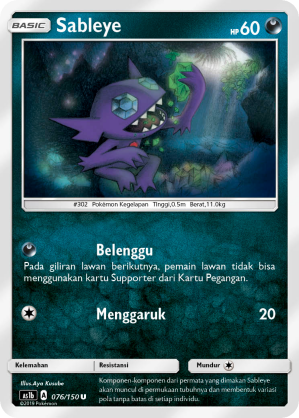 BASIC Sableye HP60
#302 Pokémon Kegelapan Tinggi,0.5m Berat,11.0kg
Belenggu
Pada giliran lawan berikutnya, pemain lawan tidak bisa
menggunakan kartu Supporter dari Kartu Pegangan.
Menggaruk 20
Kelemahan Resistansi Mundur
Illus.Aya Kusube
as1b A 076/150 U
©2019 Pokémon
Komponen-komponen dari permata yang dimakan Sableye
akan muncul di permukaan tubuhnya dan membentuk variasi
pola tanpa batas di setiap individu.